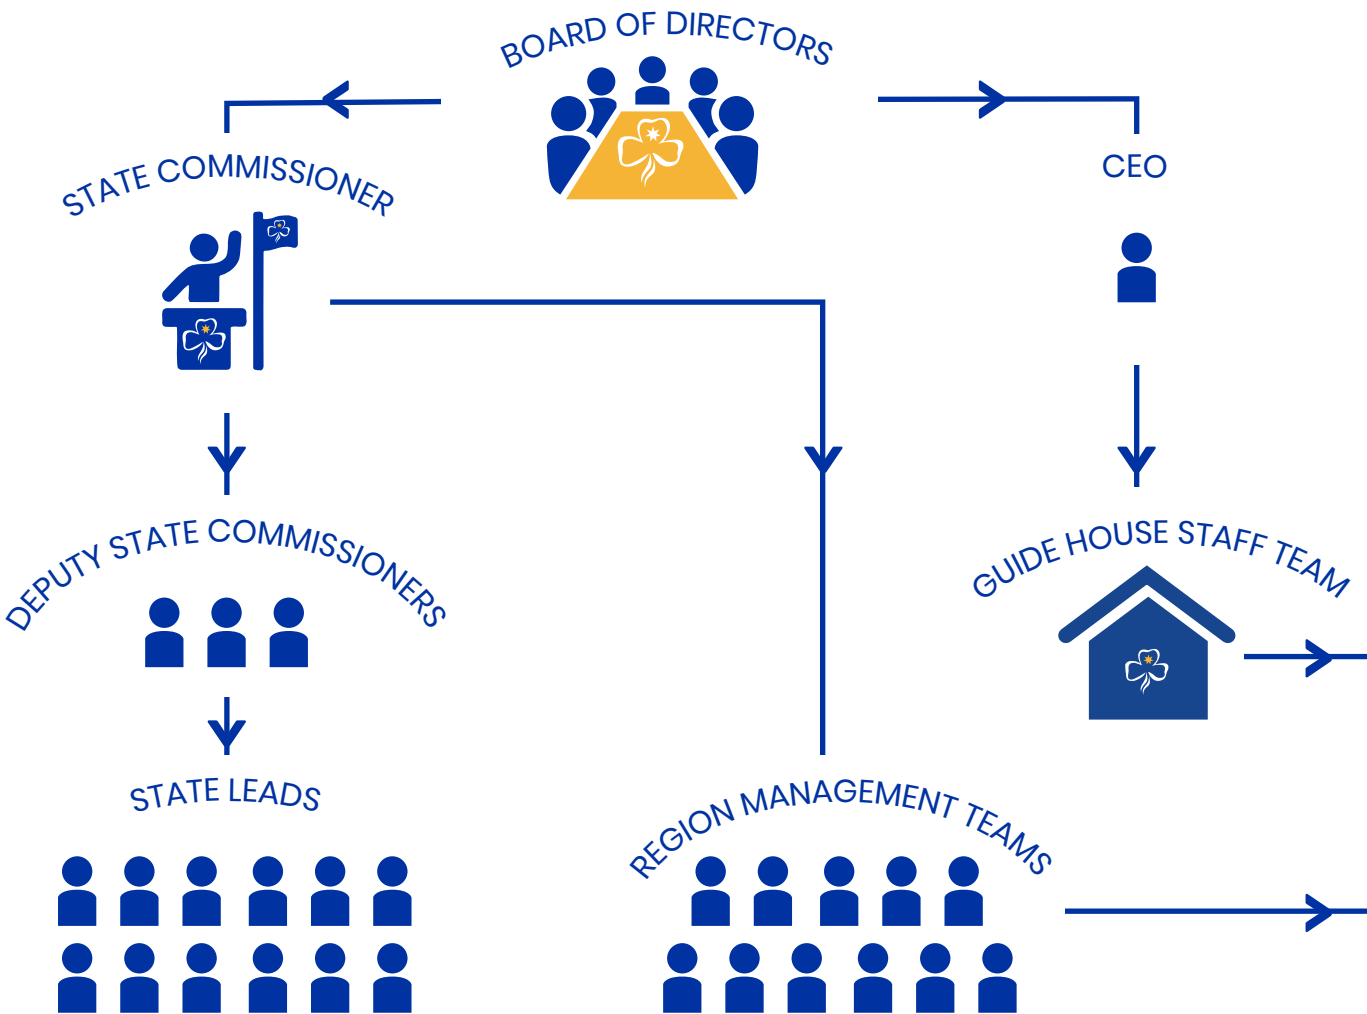 BOARD OF DIRECTORS
STATE COMMISSIONER
CEO
DEPUTY STATE COMMISSIONERS
GUIDE HOUSE STAFF TEAM
STATE LEADS
REGION MANAGEMENT TEAMS